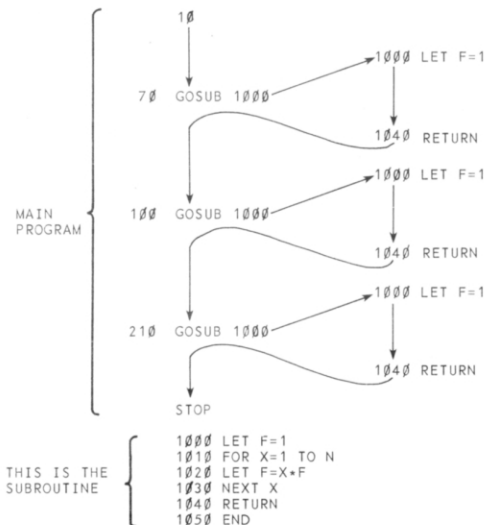 10
1000 LET F=1
70 GOSUB 1000
1040 RETURN
1000 LET F=1
MAIN
PROGRAM
100 GOSUB 1000
1040 RETURN
1000 LET F=1
210 GOSUB 1000
1040 RETURN
STOP
THIS IS THE
SUBROUTINE
1000 LET F=1
1010 FOR X=1 TO N
1020 LET F=X*F
1030 NEXT X
1040 RETURN
1050 END